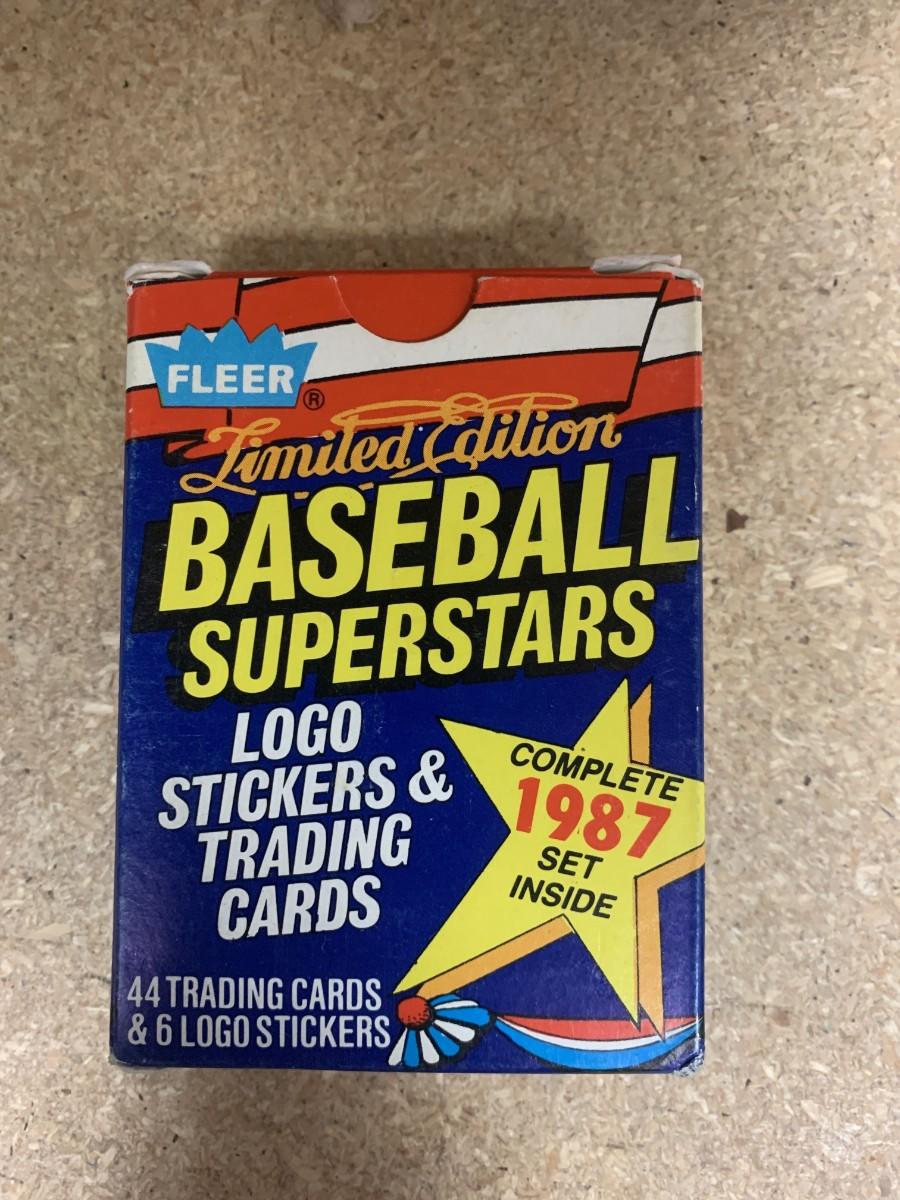 FLEER®
Limited Edition
BASEBALL
SUPERSTARS
LOGO
STICKERS &
TRADING
CARDS
COMPLETE
1987
SET
INSIDE
44 TRADING CARDS
& 6 LOGO STICKERS